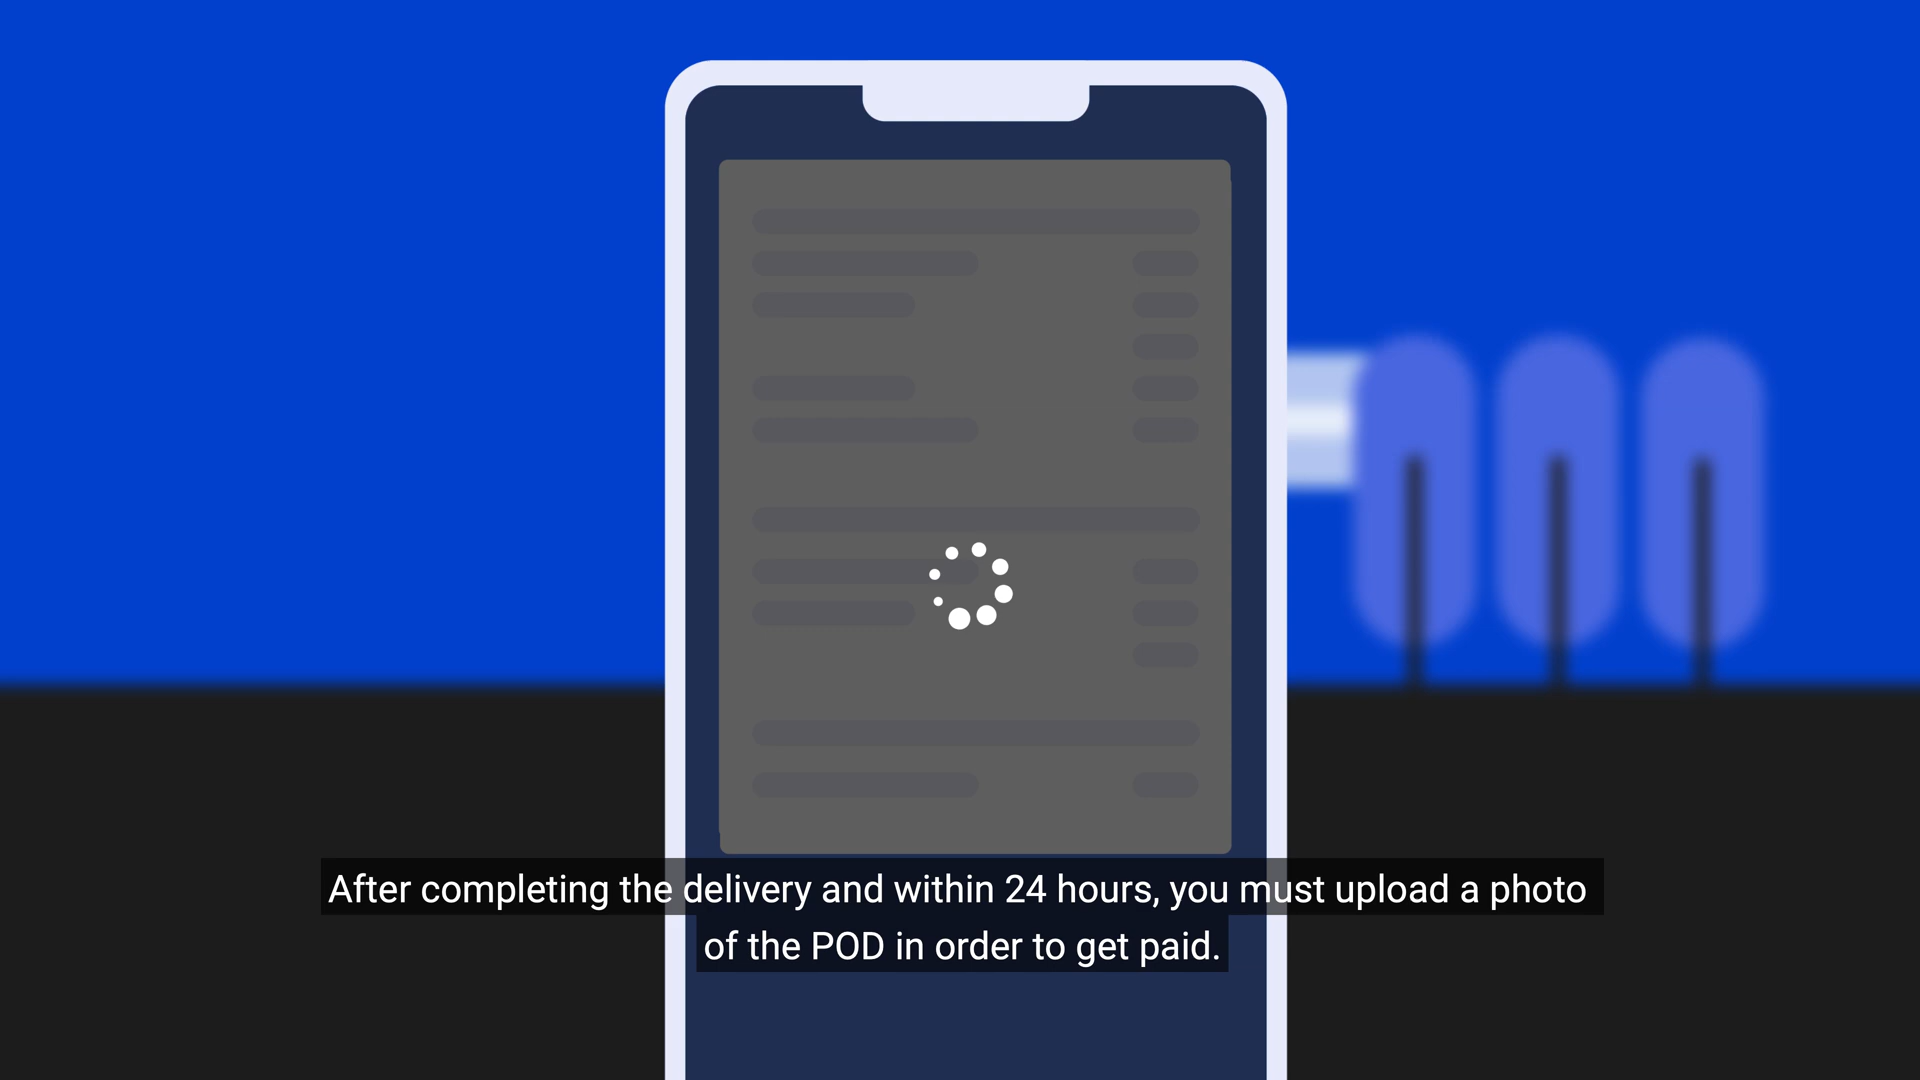 After completing the delivery and within 24 hours, you must upload a photo
of the POD in order to get paid.